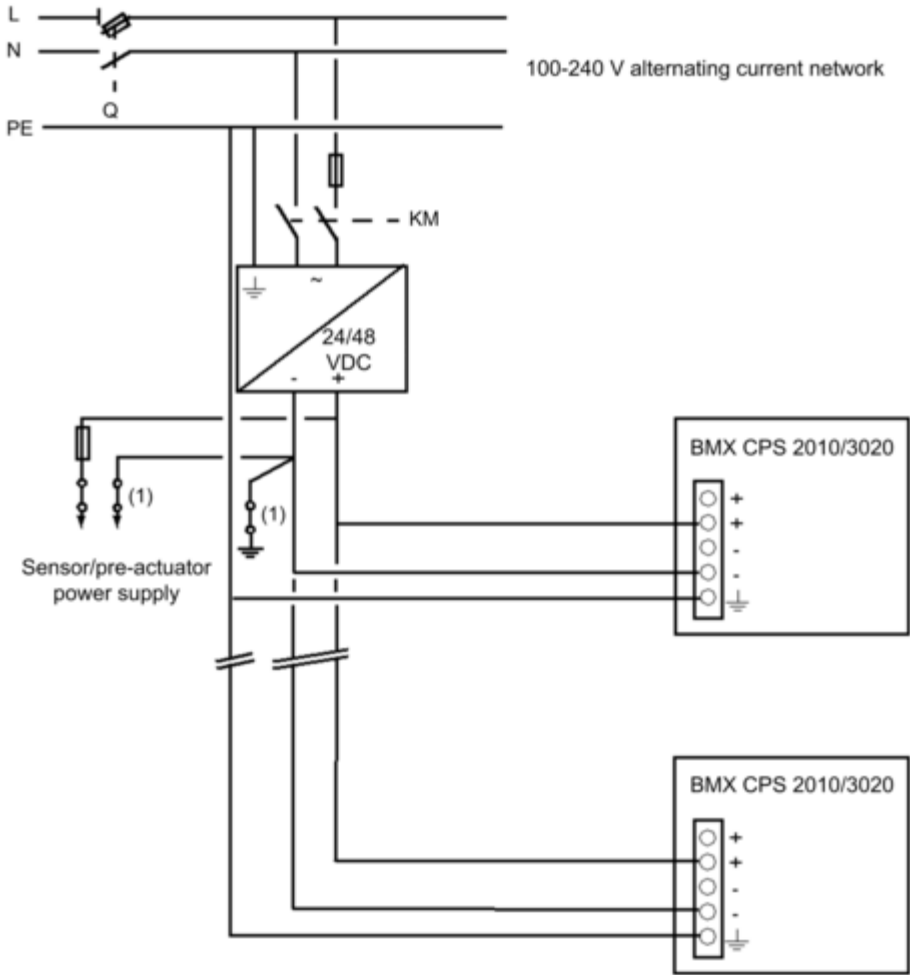 L
N
100-240 V alternating current network
Q
PE
KM
~
24/48
VDC
- +
BMX CPS 2010/3020
+
+
-
-
(1)
(1)
Sensor/pre-actuator
power supply
BMX CPS 2010/3020
+
+
-
-